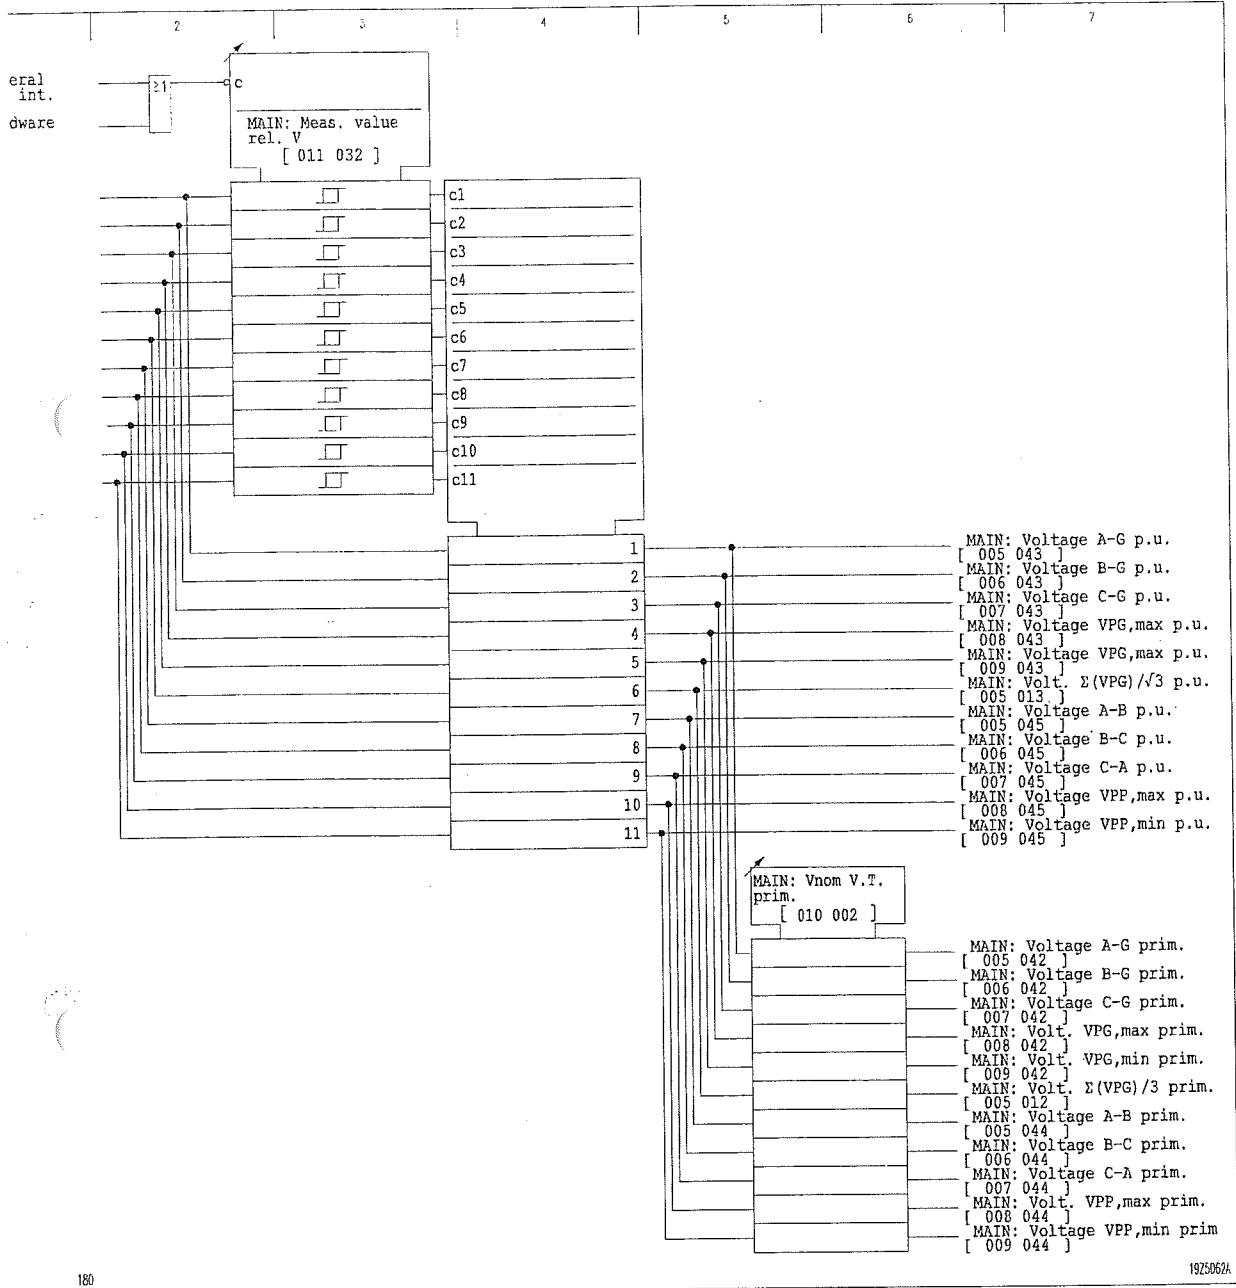 2 3 4 5 6 7
eral
int.
≥1
c
dware
MAIN: Meas. value
rel. V
[ 011 032 ]
c1
c2
c3
c4
c5
c6
c7
c8
c9
c10
c11
1
2
3
4
5
6
7
8
9
10
11
MAIN: Voltage A-G p.u.
[ 005 043 ]
MAIN: Voltage B-G p.u.
[ 006 043 ]
MAIN: Voltage C-G p.u.
[ 007 043 ]
MAIN: Voltage VPG,max p.u.
[ 008 043 ]
MAIN: Voltage VPG,max p.u.
[ 009 043 ]
MAIN: Volt. Σ(VPG)/√3 p.u.
[ 005 013 ]
MAIN: Voltage A-B p.u.
[ 005 045 ]
MAIN: Voltage B-C p.u.
[ 006 045 ]
MAIN: Voltage C-A p.u.
[ 007 045 ]
MAIN: Voltage VPP,max p.u.
[ 008 045 ]
MAIN: Voltage VPP,min p.u.
[ 009 045 ]
MAIN: Vnom V.T.
prim.
[ 010 002 ]
MAIN: Voltage A-G prim.
[ 005 042 ]
MAIN: Voltage B-G prim.
[ 006 042 ]
MAIN: Voltage C-G prim.
[ 007 042 ]
MAIN: Volt. VPG,max prim.
[ 008 042 ]
MAIN: Volt. VPG,min prim.
[ 009 042 ]
MAIN: Volt. Σ(VPG)/3 prim.
[ 005 012 ]
MAIN: Voltage A-B prim.
[ 005 044 ]
MAIN: Voltage B-C prim.
[ 006 044 ]
MAIN: Voltage C-A prim.
[ 007 044 ]
MAIN: Volt. VPP,max prim.
[ 008 044 ]
MAIN: Voltage VPP,min prim
[ 009 044 ]
180
19Z5062A